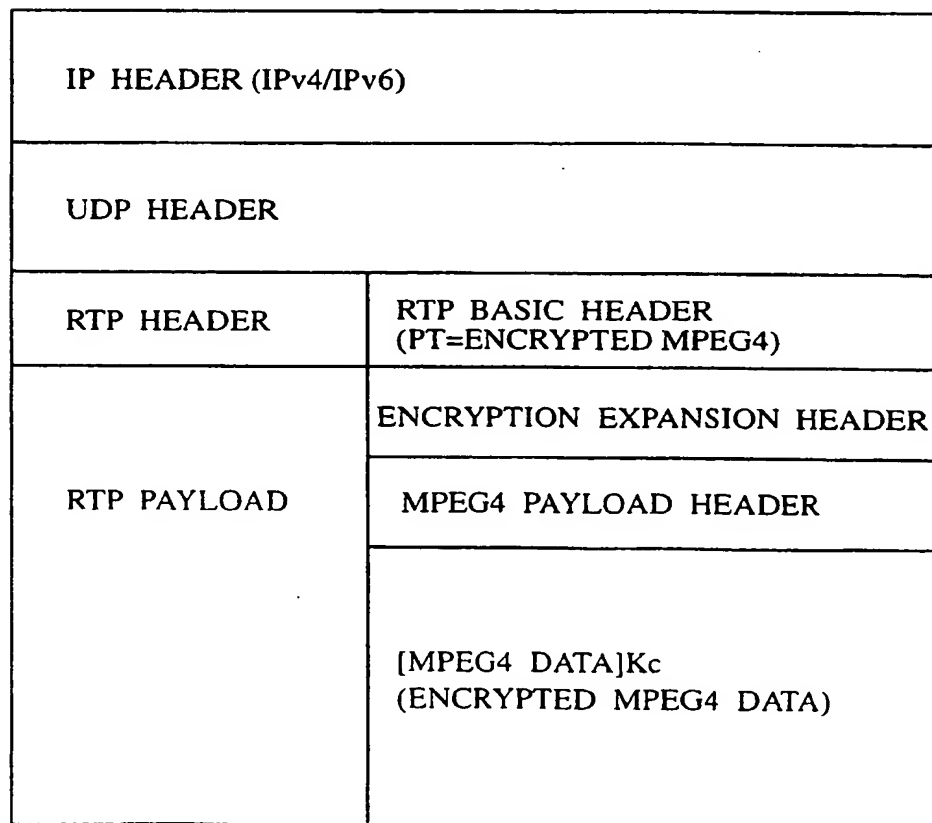 IP HEADER (IPv4/IPv6)
UDP HEADER
RTP HEADER
RTP BASIC HEADER
(PT=ENCRYPTED MPEG4)
ENCRYPTION EXPANSION HEADER
RTP PAYLOAD
MPEG4 PAYLOAD HEADER
[MPEG4 DATA]Kc
(ENCRYPTED MPEG4 DATA)